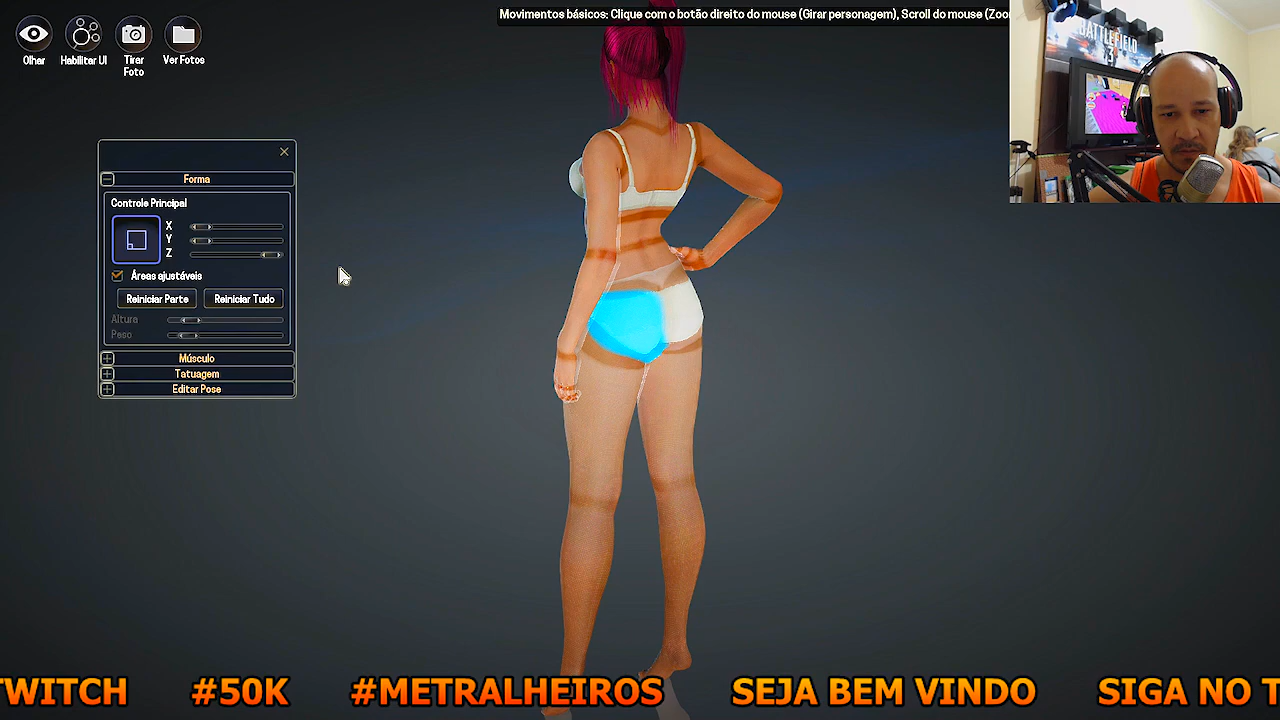 Movimentos básicos: Clique com o botão direito do mouse (Girar personagem), Scroll do mouse (Zoo
Olhar
Habilitar UI
Tirar Foto
Ver Fotos
BATTLEFIELD 3
Forma
Controle Principal
X
Y
Z
Áreas ajustáveis
Reiniciar Parte
Reiniciar Tudo
Altura
Peso
Músculo
Tatuagem
Editar Pose
TWITCH #50K #METRALHEIROS SEJA BEM VINDO SIGA NO T